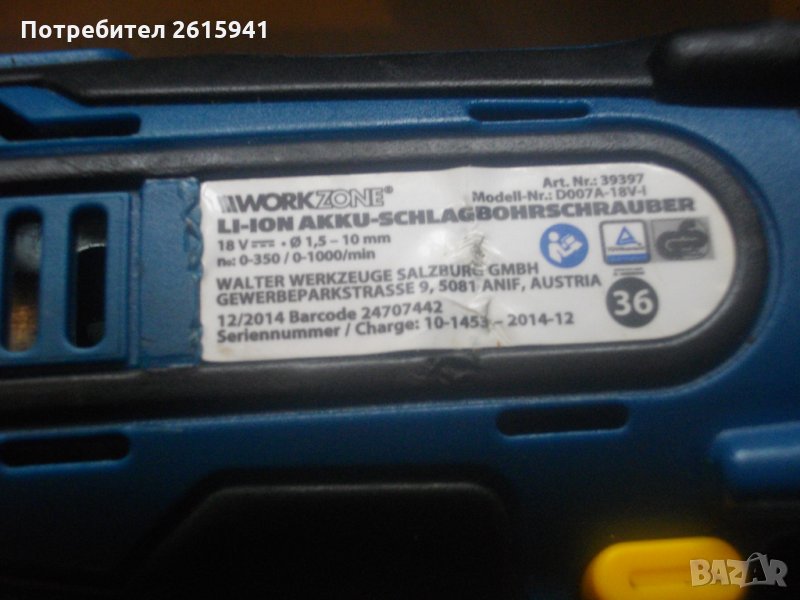 Потребител 2615941
WORKZONE®
Art. Nr.: 39397
Modell-Nr.: D007A-18V-I
LI-ION AKKU-SCHLAGBOHRSCHRAUBER
18 V ⎓ • Ø 1,5 – 10 mm
n₀: 0-350 / 0-1000/min
WALTER WERKZEUGE SALZBURG GMBH
GEWERBEPARKSTRASSE 9, 5081 ANIF, AUSTRIA
12/2014 Barcode 24707442
Seriennummer / Charge: 10-1453 – 2014-12
36
BAZAR